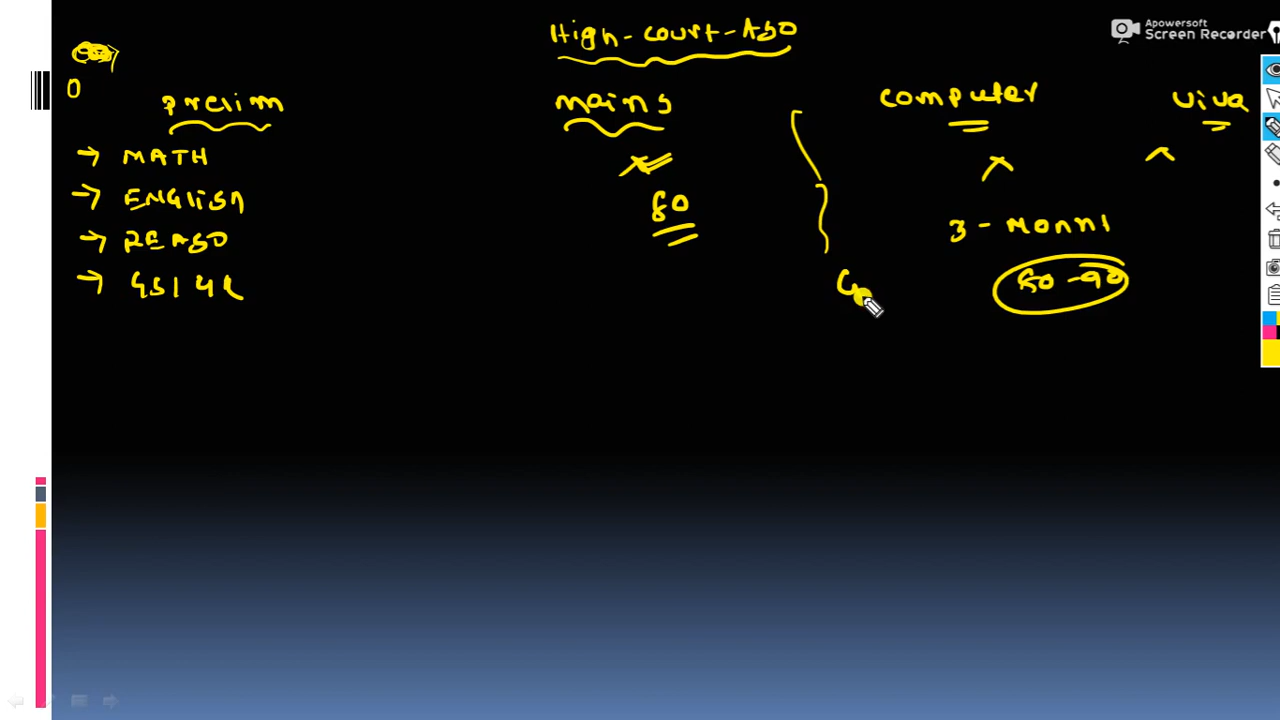 High-court-ASO
Apowersoft
Screen Recorder
0
prelim
mains
computer
viva
→ MATH
→ ENGLISH
80
→ REASO
3 - Monnt
→ GS/GK
80-90